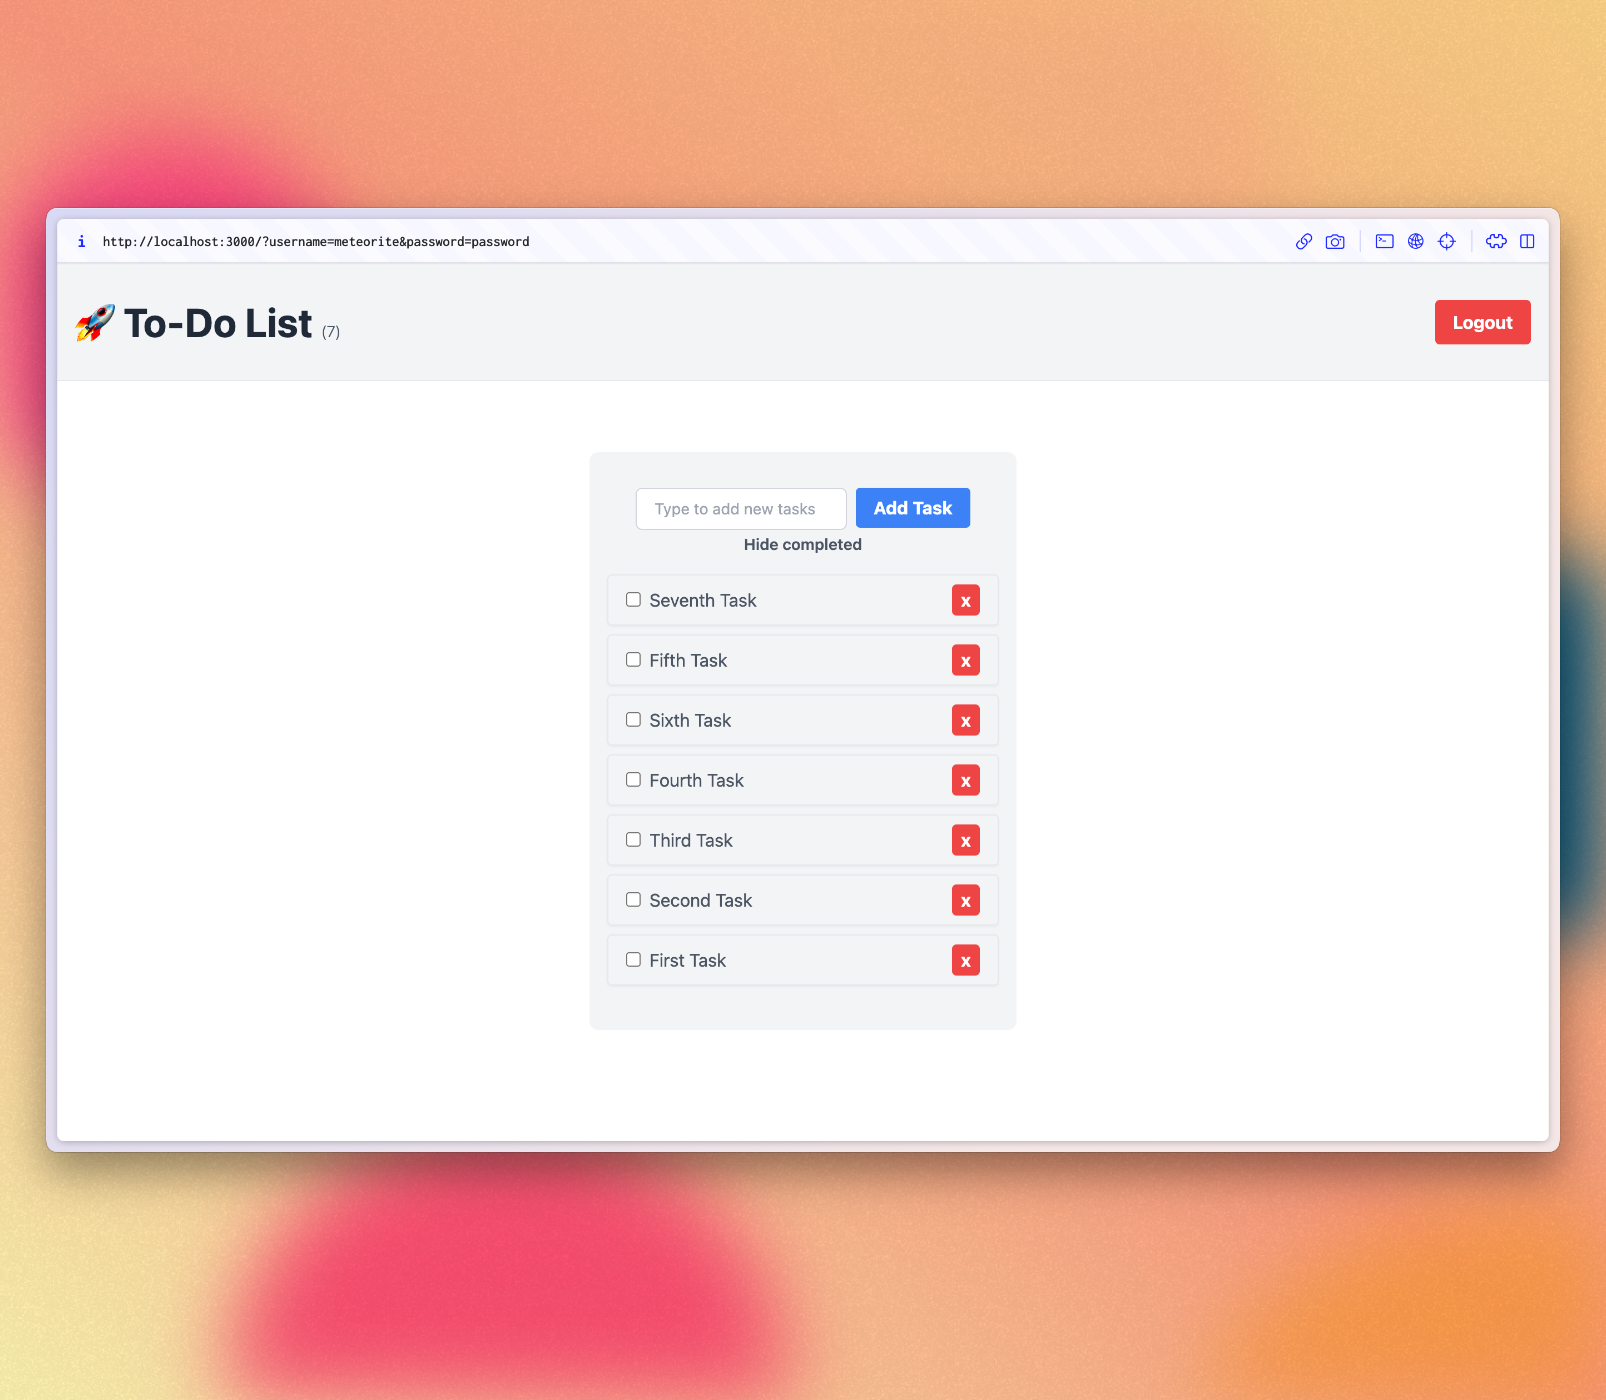 i http://localhost:3000/?username=meteorite&password=password
To-Do List (7)
Logout
Type to add new tasks
Add Task
Hide completed
Seventh Task x
Fifth Task x
Sixth Task x
Fourth Task x
Third Task x
Second Task x
First Task x